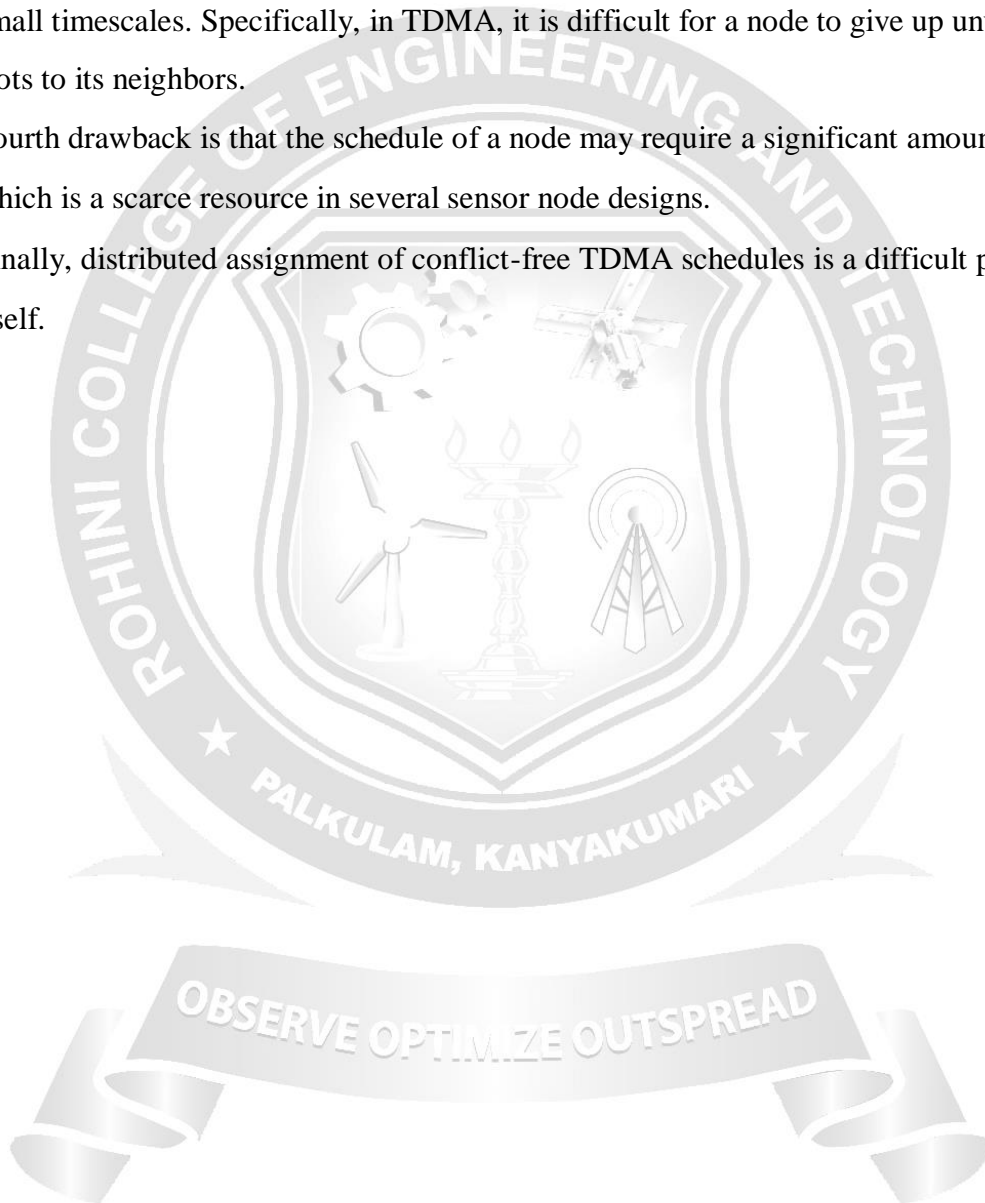 mall timescales. Specifically, in TDMA, it is difficult for a node to give up un
ots to its neighbors.
ourth drawback is that the schedule of a node may require a significant amoun
hich is a scarce resource in several sensor node designs.
nally, distributed assignment of conflict-free TDMA schedules is a difficult p
self.
ROHINI COLLEGE OF ENGINEERING AND TECHNOLOGY
★ PALKULAM, KANYAKUMARI ★
OBSERVE OPTIMIZE OUTSPREAD